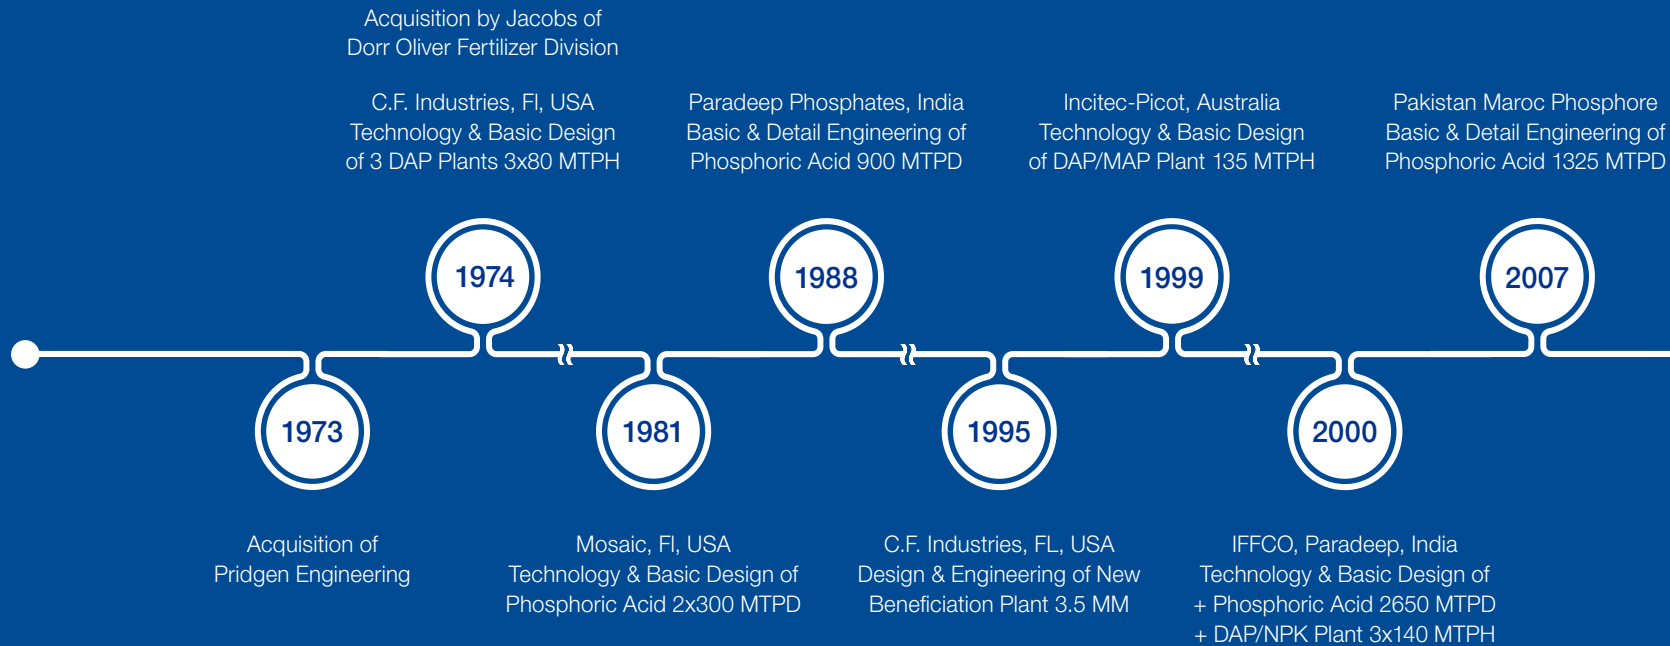 Acquisition by Jacobs of
Dorr Oliver Fertilizer Division
C.F. Industries, Fl, USA
Technology & Basic Design
of 3 DAP Plants 3x80 MTPH
Paradeep Phosphates, India
Basic & Detail Engineering of
Phosphoric Acid 900 MTPD
Incitec-Picot, Australia
Technology & Basic Design
of DAP/MAP Plant 135 MTPH
Pakistan Maroc Phosphore
Basic & Detail Engineering of
Phosphoric Acid 1325 MTPD
1974
1988
1999
2007
1973
1981
1995
2000
Acquisition of
Pridgen Engineering
Mosaic, Fl, USA
Technology & Basic Design of
Phosphoric Acid 2x300 MTPD
C.F. Industries, FL, USA
Design & Engineering of New
Beneficiation Plant 3.5 MM
IFFCO, Paradeep, India
Technology & Basic Design of
+ Phosphoric Acid 2650 MTPD
+ DAP/NPK Plant 3x140 MTPH